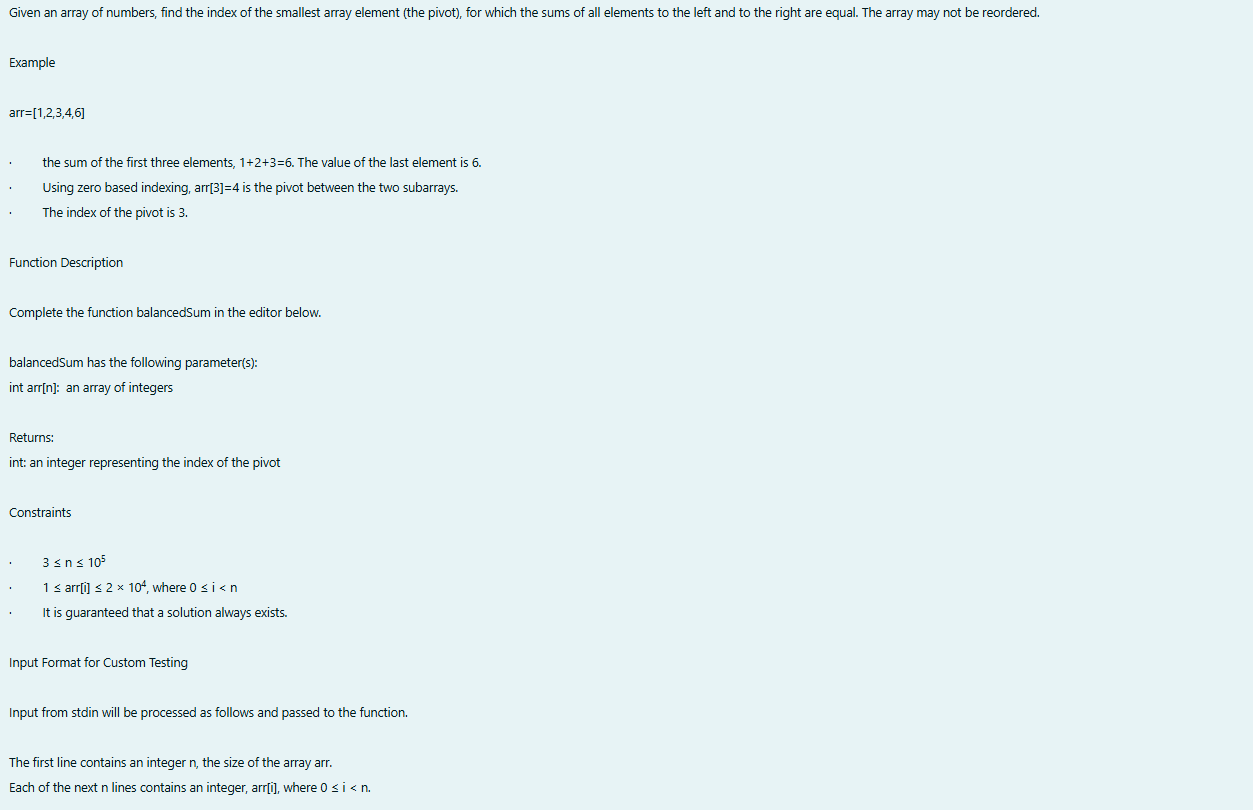 Given an array of numbers, find the index of the smallest array element (the pivot), for which the sums of all elements to the left and to the right are equal. The array may not be reordered.
Example
arr=[1,2,3,4,6]
· the sum of the first three elements, 1+2+3=6. The value of the last element is 6.
· Using zero based indexing, arr[3]=4 is the pivot between the two subarrays.
· The index of the pivot is 3.
Function Description
Complete the function balancedSum in the editor below.
balancedSum has the following parameter(s):
int arr[n]: an array of integers
Returns:
int: an integer representing the index of the pivot
Constraints
· 3 ≤ n ≤ 10⁵
· 1 ≤ arr[i] ≤ 2 × 10⁴, where 0 ≤ i < n
· It is guaranteed that a solution always exists.
Input Format for Custom Testing
Input from stdin will be processed as follows and passed to the function.
The first line contains an integer n, the size of the array arr.
Each of the next n lines contains an integer, arr[i], where 0 ≤ i < n.